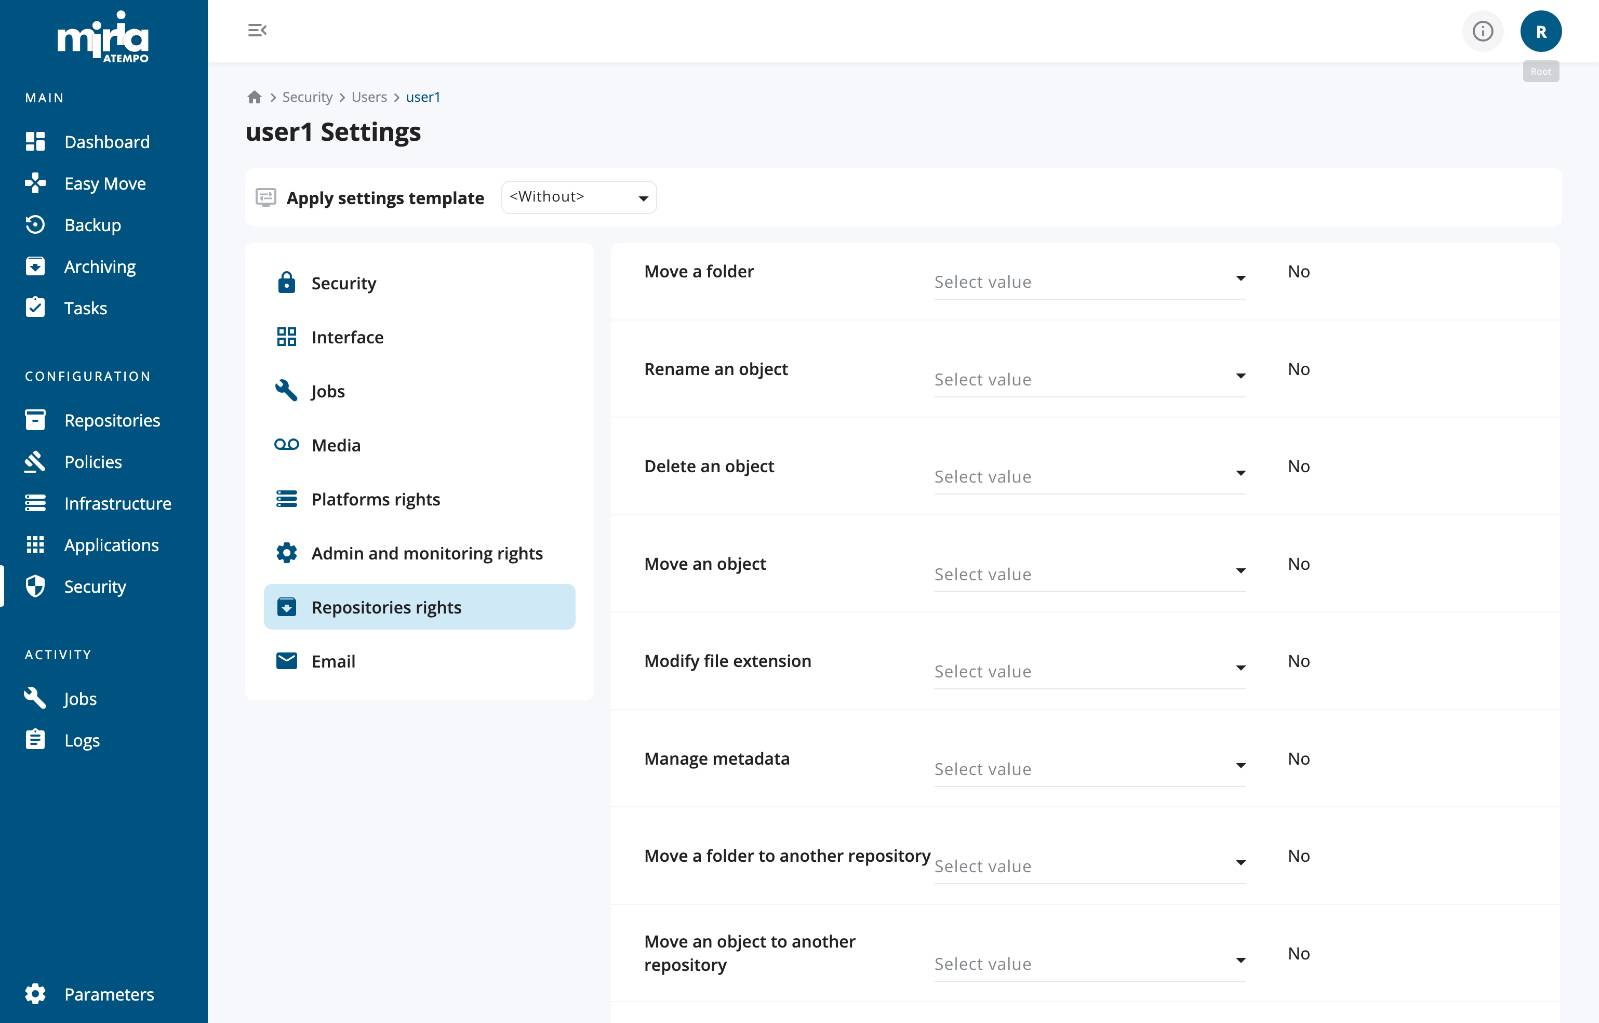 miria
ATEMPO
MAIN
Dashboard
Easy Move
Backup
Archiving
Tasks
CONFIGURATION
Repositories
Policies
Infrastructure
Applications
Security
ACTIVITY
Jobs
Logs
Parameters
R
Root
Security > Users > user1
user1 Settings
Apply settings template <Without>
Security
Interface
Jobs
Media
Platforms rights
Admin and monitoring rights
Repositories rights
Email
Move a folder Select value No
Rename an object Select value No
Delete an object Select value No
Move an object Select value No
Modify file extension Select value No
Manage metadata Select value No
Move a folder to another repository Select value No
Move an object to another
repository Select value No